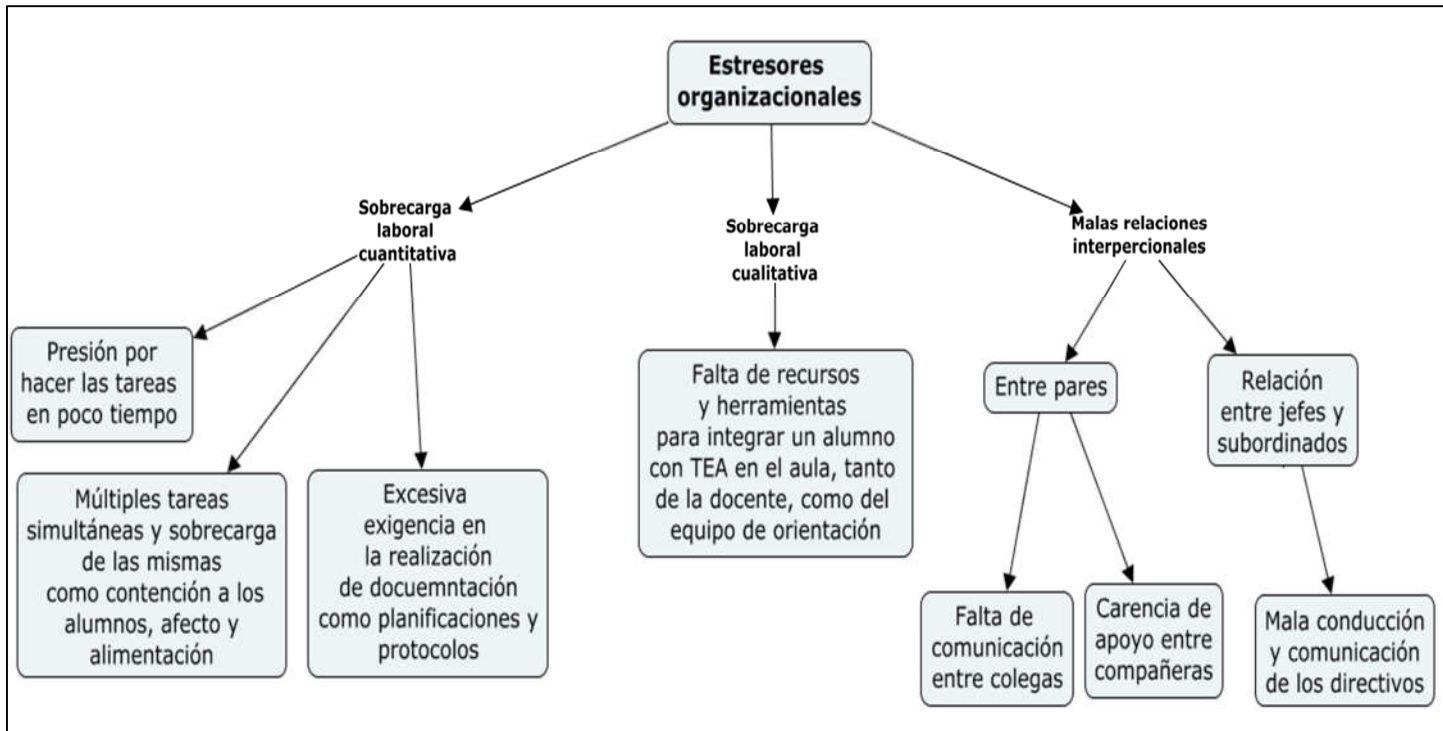 Estresores
organizacionales
Sobrecarga
laboral
cuantitativa
Sobrecarga
laboral
cualitativa
Malas relaciones
interpercionales
Presión por
hacer las tareas
en poco tiempo
Múltiples tareas
simultáneas y sobrecarga
de las mismas
como contención a los
alumnos, afecto y
alimentación
Excesiva
exigencia en
la realización
de docuemntación
como planificaciones y
protocolos
Falta de recursos
y herramientas
para integrar un alumno
con TEA en el aula, tanto
de la docente, como del
equipo de orientación
Entre pares
Relación
entre jefes y
subordinados
Falta de
comunicación
entre colegas
Carencia de
apoyo entre
compañeras
Mala conducción
y comunicación
de los directivos